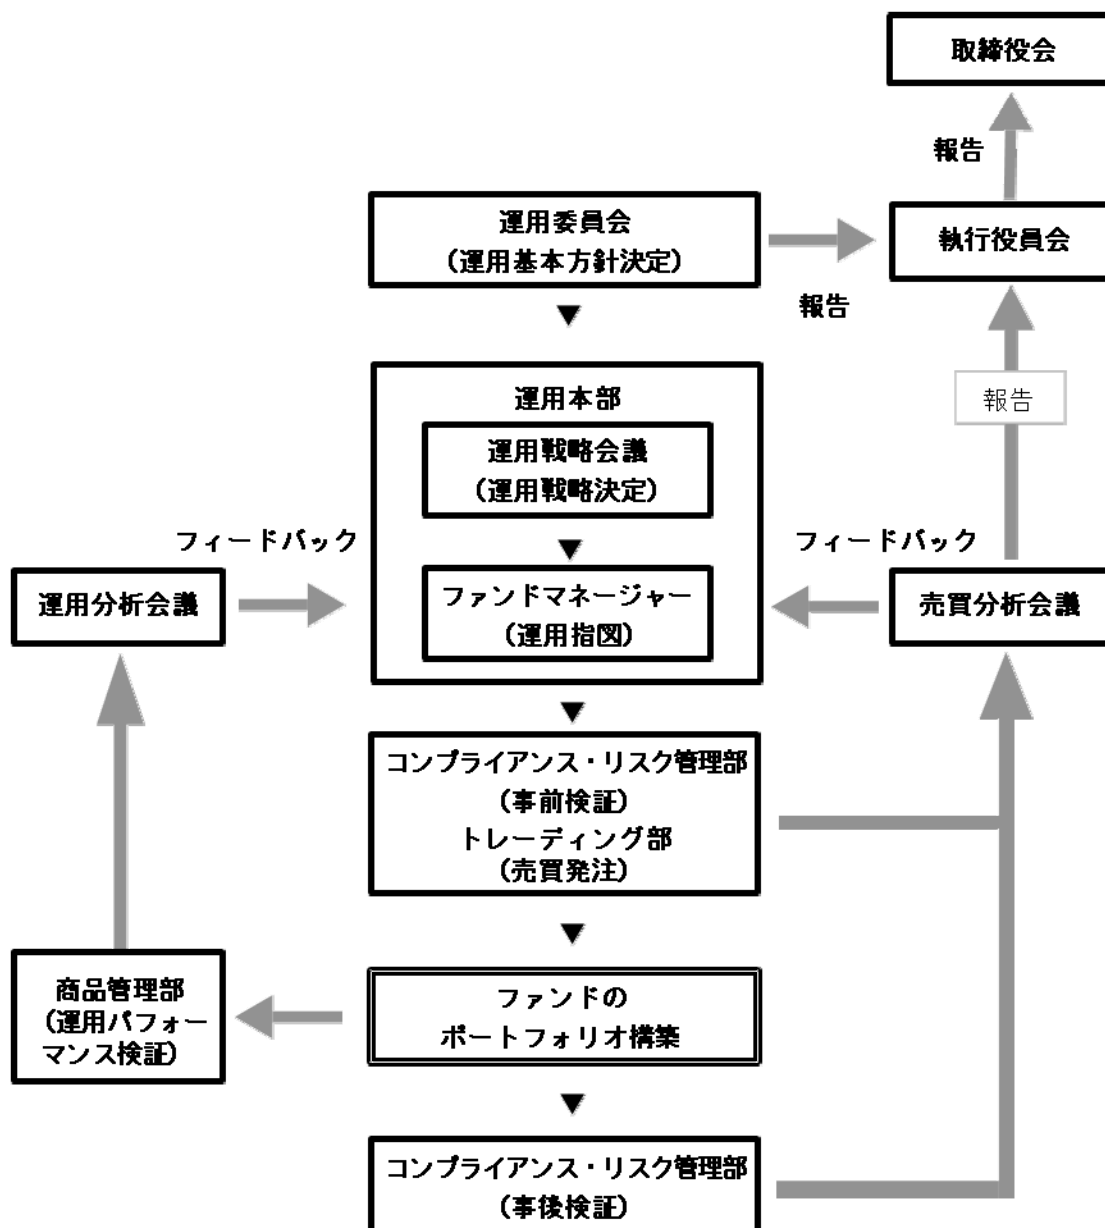 取締役会
報告
運用委員会
(運用基本方針決定)
執行役員会
報告
運用本部
報告
運用戦略会議
(運用戦略決定)
フィードバック
フィードバック
運用分析会議
ファンドマネージャー
(運用指図)
売買分析会議
コンプライアンス・リスク管理部
(事前検証)
トレーディング部
(売買発注)
商品管理部
(運用パフォー
マンス検証)
ファンドの
ポートフォリオ構築
コンプライアンス・リスク管理部
(事後検証)